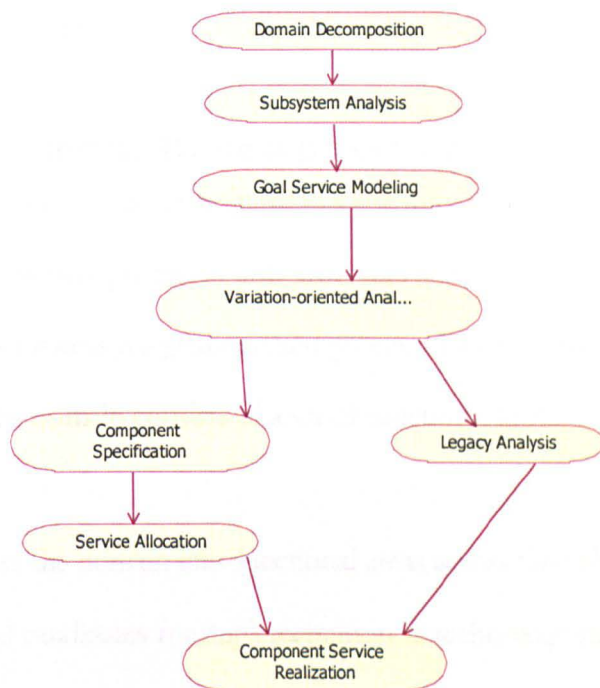 Domain Decomposition
Subsystem Analysis
Goal Service Modeling
Variation-oriented Anal...
Component
Specification
Legacy Analysis
Service Allocation
Component Service
Realization